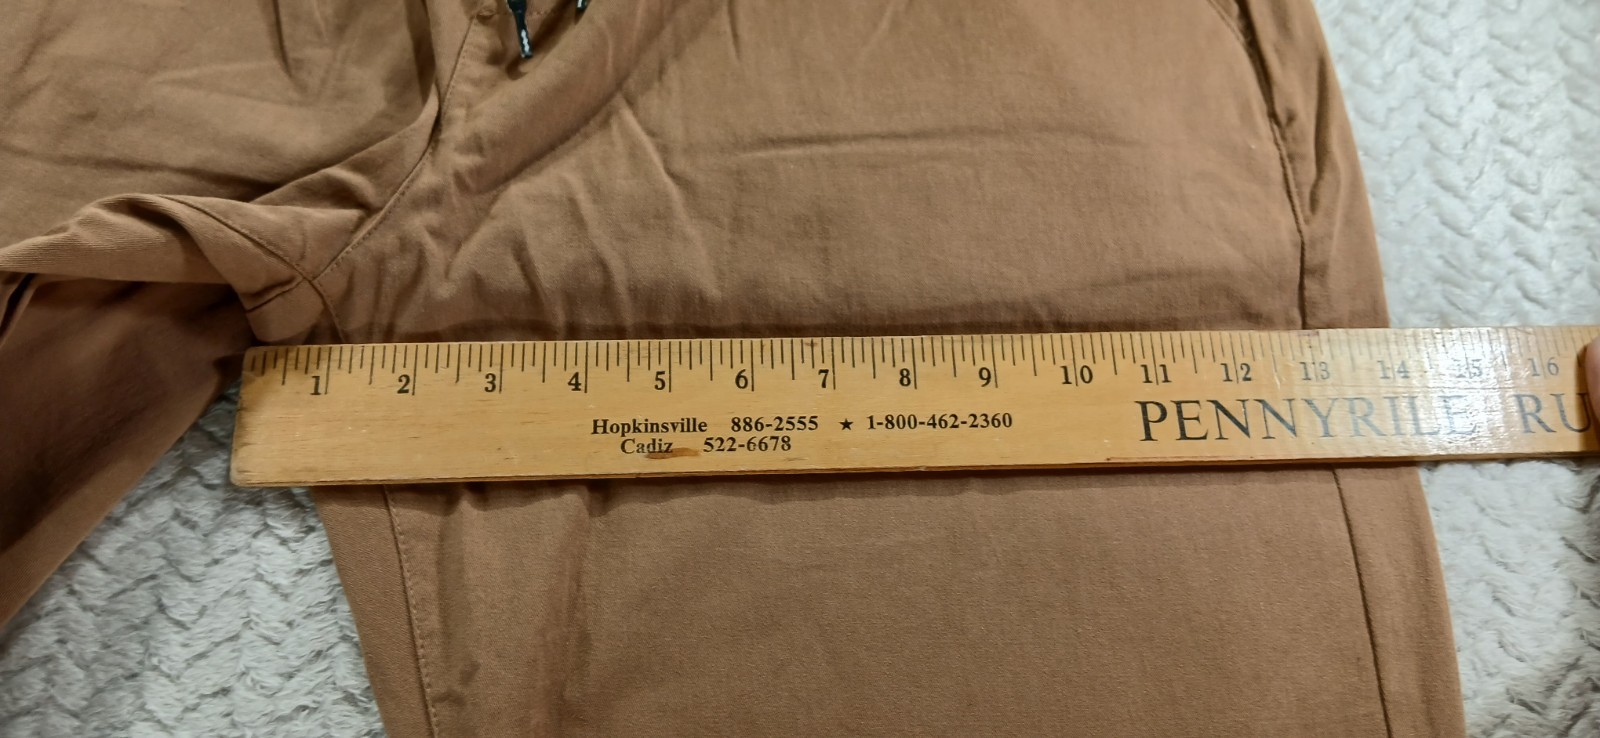 1 2 3 4 5 6 7 8 9 10 11 12 13 14 15 16
Hopkinsville 886-2555 ★ 1-800-462-2360
Cadiz 522-6678
PENNYRILE RU